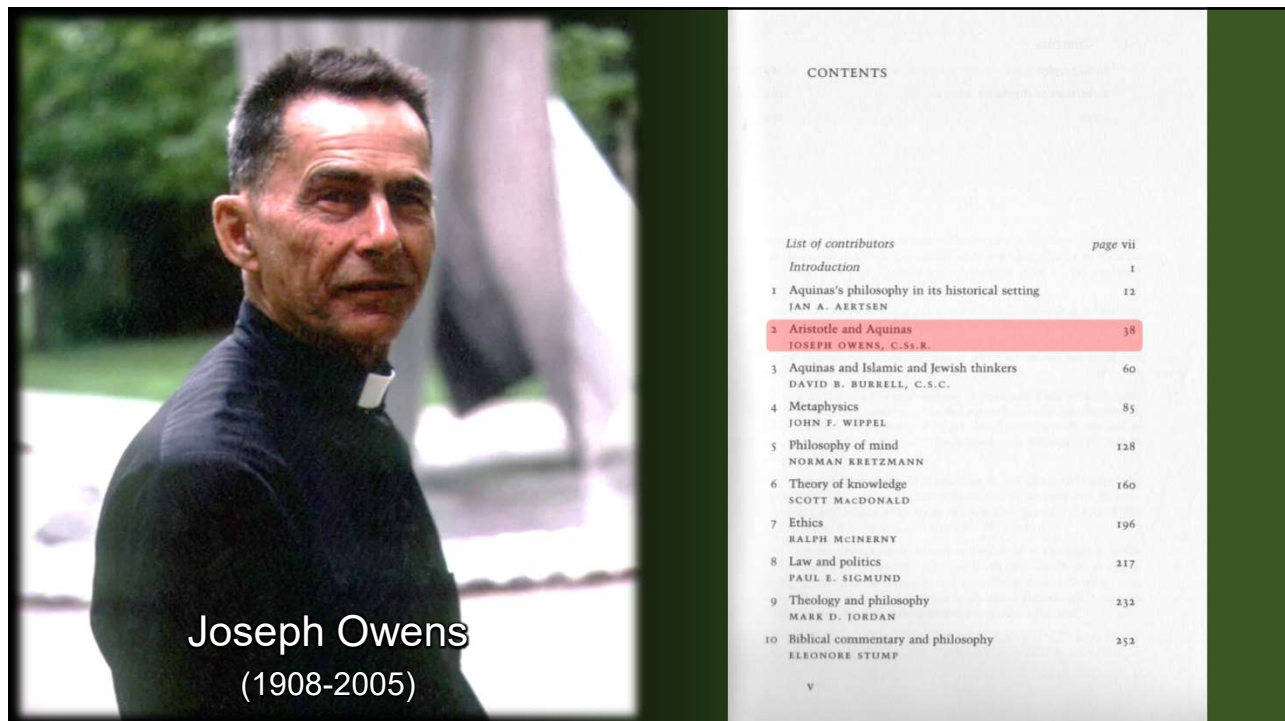 Joseph Owens
(1908-2005)
CONTENTS
List of contributors page vii
Introduction 1
1 Aquinas's philosophy in its historical setting 12
JAN A. AERTSEN
2 Aristotle and Aquinas 38
JOSEPH OWENS, C.Ss.R.
3 Aquinas and Islamic and Jewish thinkers 60
DAVID B. BURRELL, C.S.C.
4 Metaphysics 85
JOHN F. WIPPEL
5 Philosophy of mind 128
NORMAN KRETZMANN
6 Theory of knowledge 160
SCOTT MacDONALD
7 Ethics 196
RALPH McINERNY
8 Law and politics 217
PAUL E. SIGMUND
9 Theology and philosophy 232
MARK D. JORDAN
10 Biblical commentary and philosophy 252
ELEONORE STUMP
v